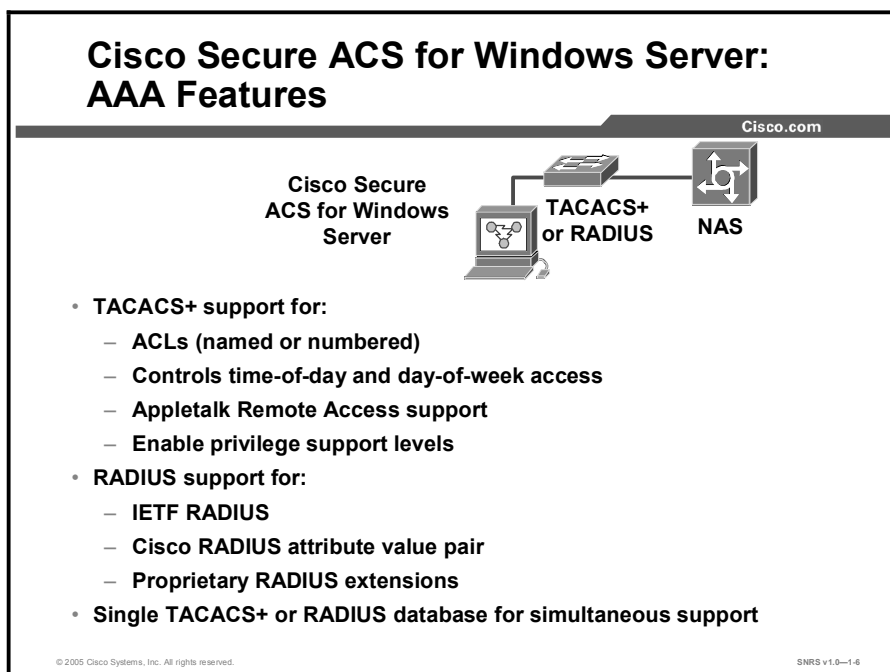 Cisco Secure ACS for Windows Server:
AAA Features
Cisco.com
Cisco Secure
ACS for Windows
Server
TACACS+
or RADIUS
NAS
• TACACS+ support for:
– ACLs (named or numbered)
– Controls time-of-day and day-of-week access
– Appletalk Remote Access support
– Enable privilege support levels
• RADIUS support for:
– IETF RADIUS
– Cisco RADIUS attribute value pair
– Proprietary RADIUS extensions
• Single TACACS+ or RADIUS database for simultaneous support
© 2005 Cisco Systems, Inc. All rights reserved.
SNRS v1.0—1-6